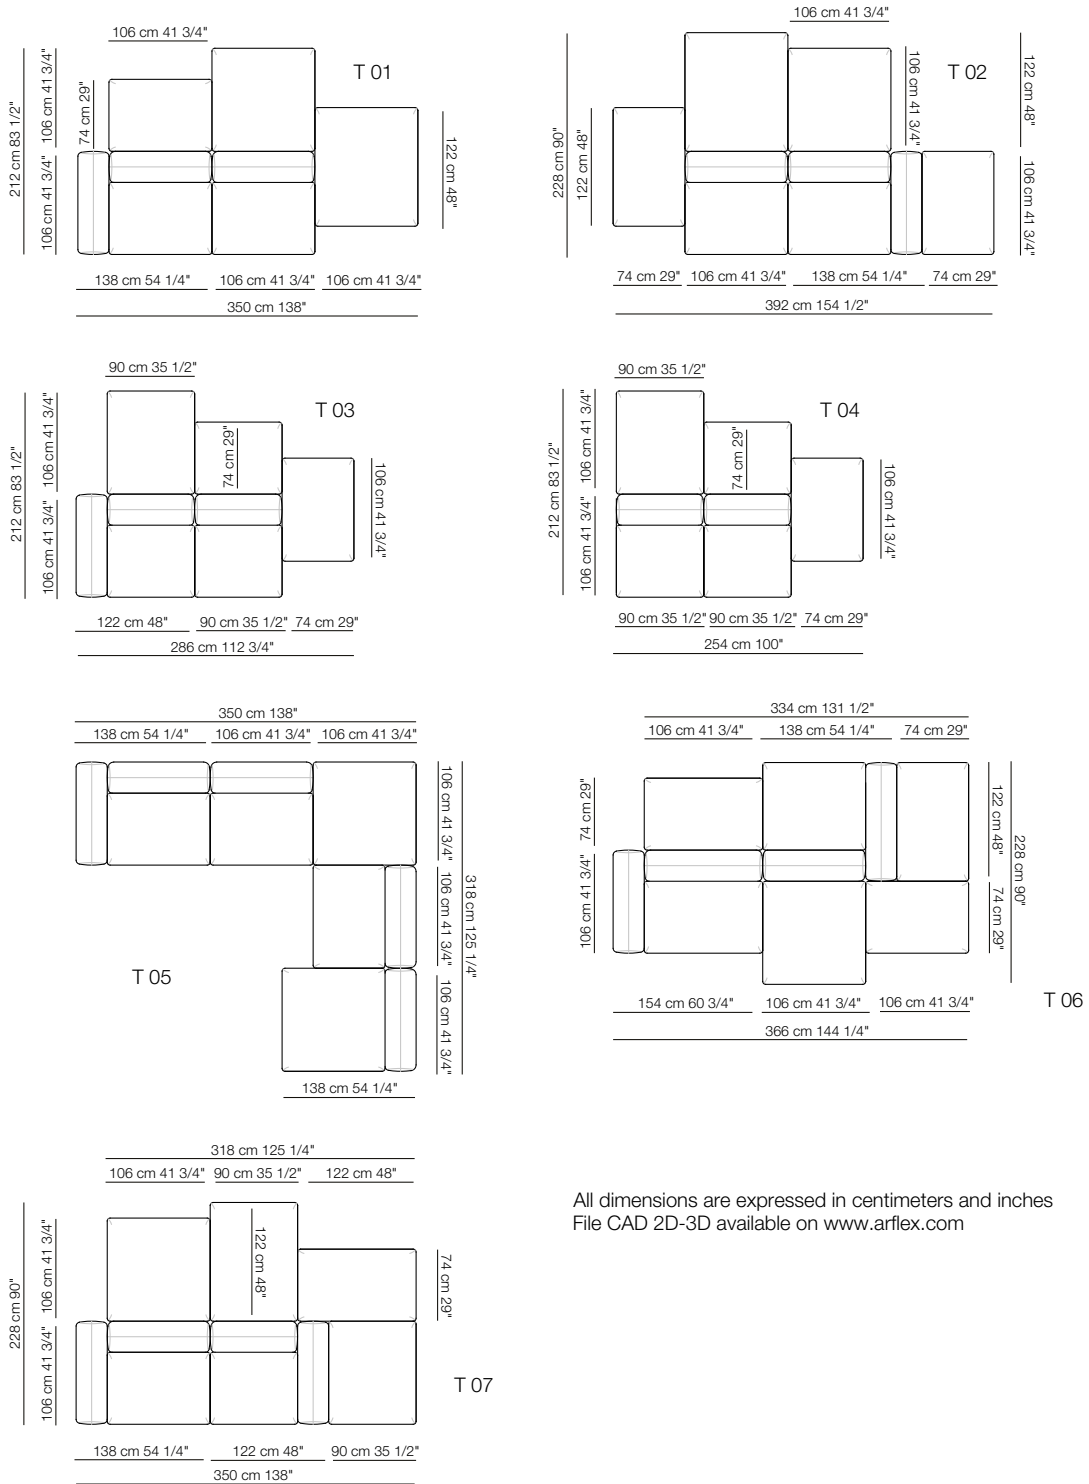 106 cm 41 3/4"
T 01
212 cm 83 1/2"
106 cm 41 3/4"
106 cm 41 3/4"
74 cm 29"
122 cm 48"
138 cm 54 1/4"
106 cm 41 3/4"
106 cm 41 3/4"
350 cm 138"
106 cm 41 3/4"
T 02
228 cm 90"
122 cm 48"
106 cm 41 3/4"
122 cm 48"
106 cm 41 3/4"
74 cm 29"
106 cm 41 3/4"
138 cm 54 1/4"
74 cm 29"
392 cm 154 1/2"
90 cm 35 1/2"
T 03
212 cm 83 1/2"
106 cm 41 3/4"
106 cm 41 3/4"
74 cm 29"
106 cm 41 3/4"
122 cm 48"
90 cm 35 1/2"
74 cm 29"
286 cm 112 3/4"
90 cm 35 1/2"
T 04
212 cm 83 1/2"
106 cm 41 3/4"
106 cm 41 3/4"
74 cm 29"
106 cm 41 3/4"
90 cm 35 1/2"
90 cm 35 1/2"
74 cm 29"
254 cm 100"
350 cm 138"
138 cm 54 1/4"
106 cm 41 3/4"
106 cm 41 3/4"
106 cm 41 3/4"
106 cm 41 3/4"
106 cm 41 3/4"
318 cm 125 1/4"
T 05
138 cm 54 1/4"
334 cm 131 1/2"
106 cm 41 3/4"
138 cm 54 1/4"
74 cm 29"
74 cm 29"
106 cm 41 3/4"
122 cm 48"
74 cm 29"
228 cm 90"
154 cm 60 3/4"
106 cm 41 3/4"
106 cm 41 3/4"
T 06
366 cm 144 1/4"
318 cm 125 1/4"
106 cm 41 3/4"
90 cm 35 1/2"
122 cm 48"
228 cm 90"
106 cm 41 3/4"
106 cm 41 3/4"
122 cm 48"
74 cm 29"
T 07
138 cm 54 1/4"
122 cm 48"
90 cm 35 1/2"
350 cm 138"
All dimensions are expressed in centimeters and inches
File CAD 2D-3D available on www.arflex.com